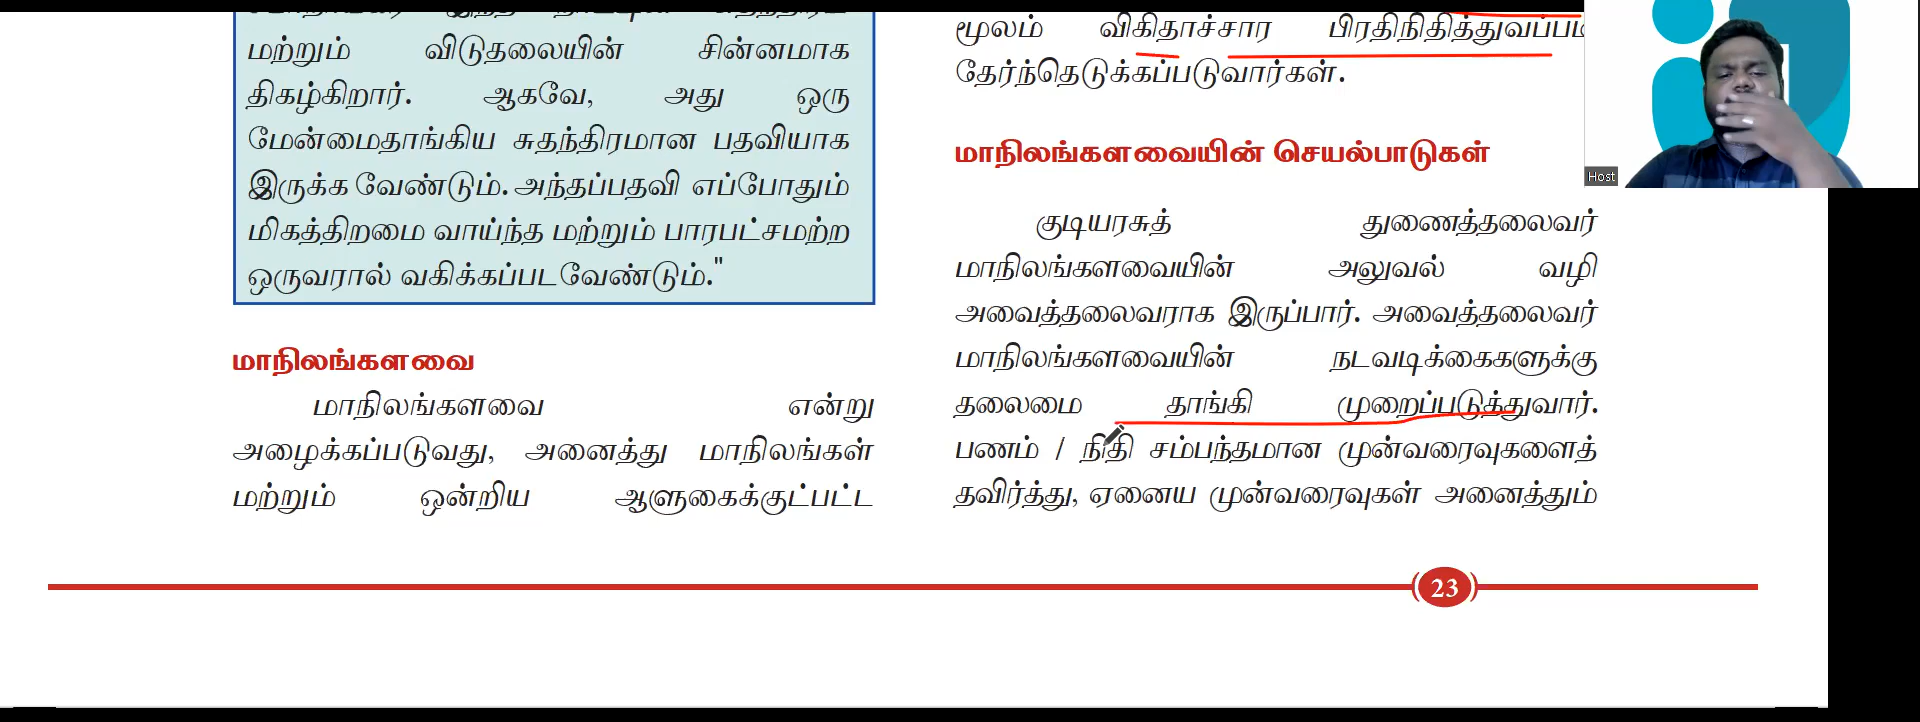 மற்றும் விடுதலையின் சின்னமாக
திகழ்கிறார். ஆகவே, அது ஒரு
மேன்மைதாங்கிய சுதந்திரமான பதவியாக
இருக்க வேண்டும். அந்தப்பதவி எப்போதும்
மிகத்திறமை வாய்ந்த மற்றும் பாரபட்சமற்ற
ஒருவரால் வகிக்கப்படவேண்டும்."
மாநிலங்களவை
மாநிலங்களவை என்று
அழைக்கப்படுவது, அனைத்து மாநிலங்கள்
மற்றும் ஒன்றிய ஆளுகைக்குட்பட்ட
மூலம் விகிதாச்சார
தேர்ந்தெடுக்கப்படுவார்கள்.
மாநிலங்களவையின் செயல்பாடுகள்
குடியரசுத் துணைத்தலைவர்
மாநிலங்களவையின் அலுவல் வழி
அவைத்தலைவராக இருப்பார். அவைத்தலைவர்
மாநிலங்களவையின் நடவடிக்கைகளுக்கு
தலைமை தாங்கி முறைப்படுத்துவார்.
பணம் / நிதி சம்பந்தமான முன்வரைவுகளைத்
தவிர்த்து, ஏனைய முன்வரைவுகள் அனைத்தும்
23
Host